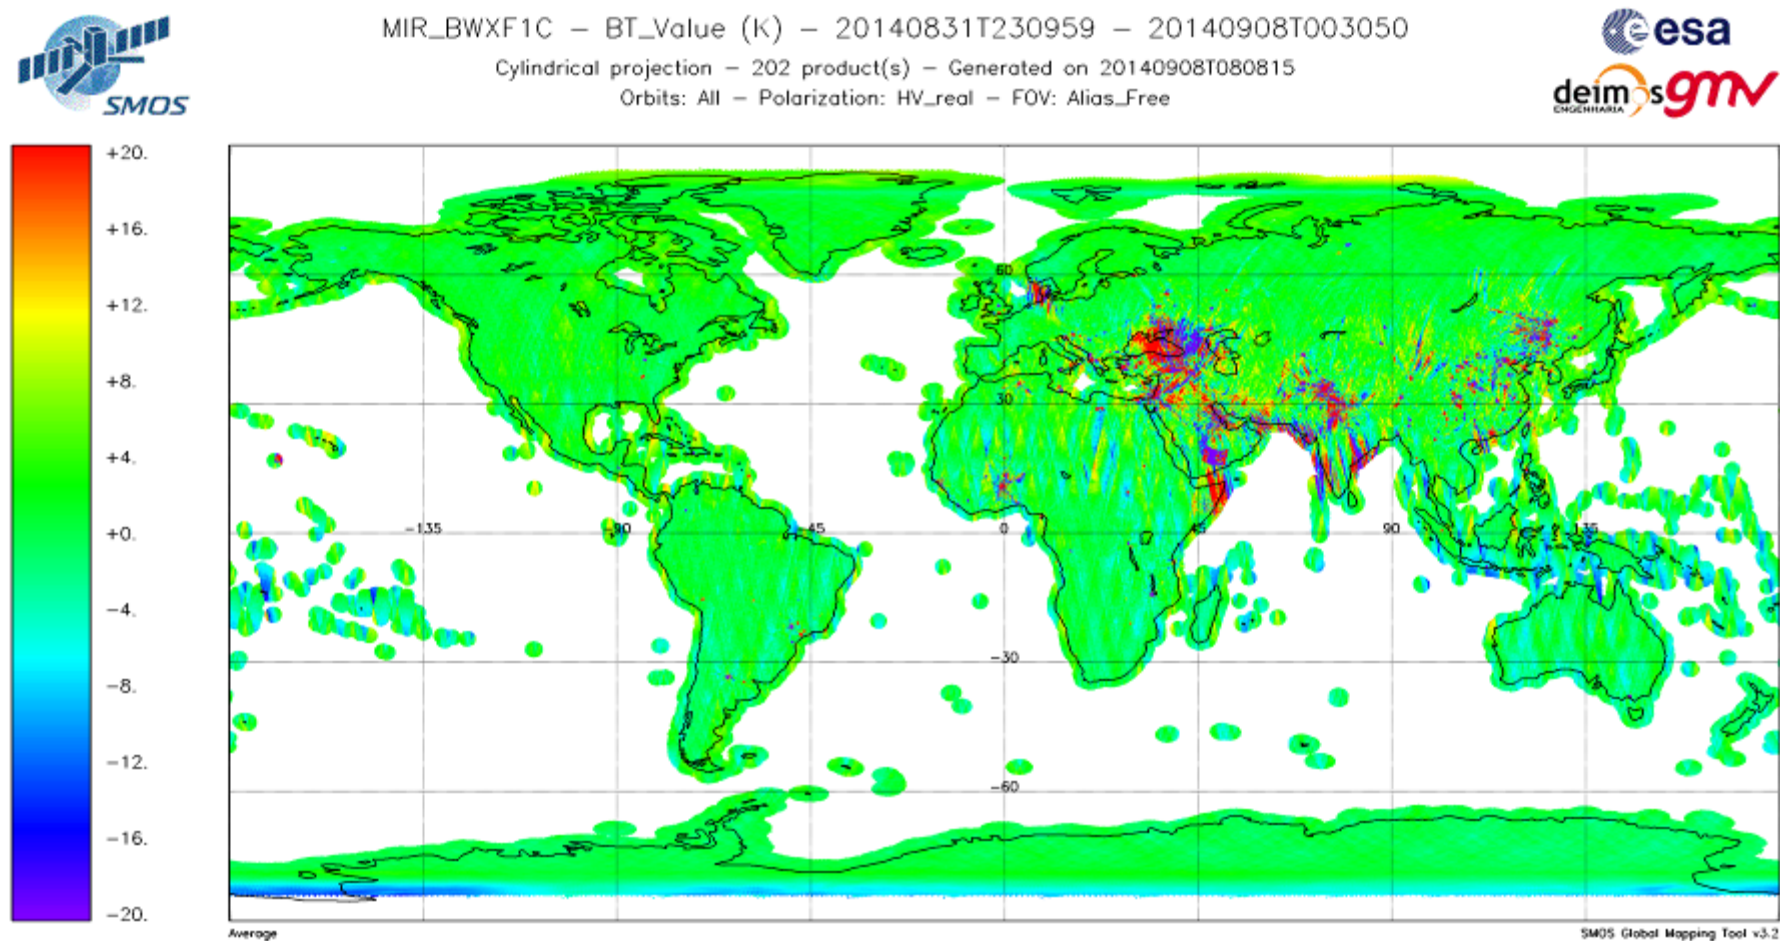 MIR_BWXF1C – BT_Value (K) – 20140831T230959 – 20140908T003050
Cylindrical projection – 202 product(s) – Generated on 20140908T080815
Orbits: All – Polarization: HV_real – FOV: Alias_Free
SMOS
esa
deimos
ENGENHARIA
gmv
+20.
+16.
+12.
+8.
+4.
+0.
−4.
−8.
−12.
−16.
−20.
60
30
−135
−90
−45
0
45
90
135
−30
−60
Average
SMOS Global Mapping Tool v3.2